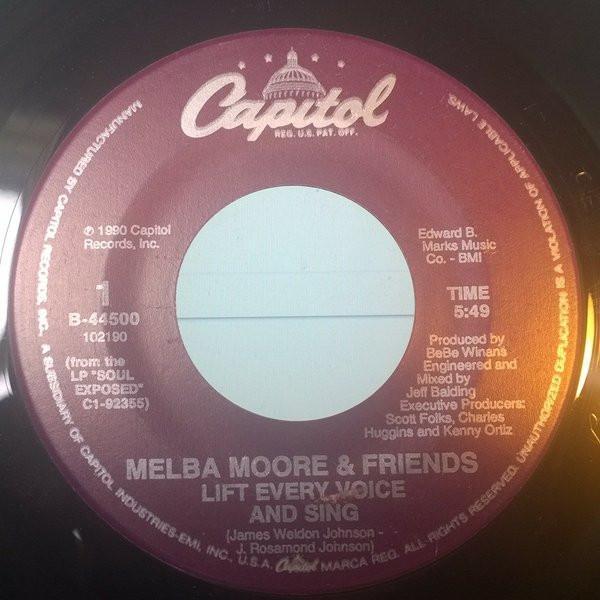 Capitol
REG. U.S. PAT. OFF.
MANUFACTURED BY CAPITOL RECORDS, INC., A SUBSIDIARY OF CAPITOL INDUSTRIES-EMI, INC., U.S.A. Capitol MARCA REG. ALL RIGHTS RESERVED. UNAUTHORIZED DUPLICATION IS A VIOLATION OF APPLICABLE LAWS.
℗ 1990 Capitol
Records, Inc.
1
B-44500
102190
(from the
LP "SOUL
EXPOSED"
C1-92355)
Edward B.
Marks Music
Co. - BMI
TIME
5:49
Produced by
BeBe Winans
Engineered and
Mixed by
Jeff Balding
Executive Producers:
Scott Folks, Charles
Huggins and Kenny Ortiz
MELBA MOORE & FRIENDS
LIFT EVERY VOICE
AND SING
(James Weldon Johnson -
J. Rosamond Johnson)